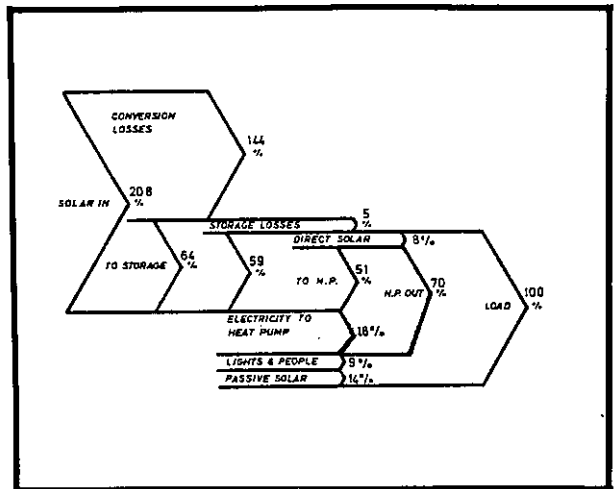 CONVERSION
LOSSES
144
%
SOLAR IN
208
%
STORAGE LOSSES
5
%
DIRECT SOLAR
8%
TO STORAGE
64
%
59
%
TO H.P.
51
%
H.P. OUT
70
%
LOAD
100
%
ELECTRICITY TO
HEAT PUMP
18%
LIGHTS & PEOPLE
9%
PASSIVE SOLAR
14%